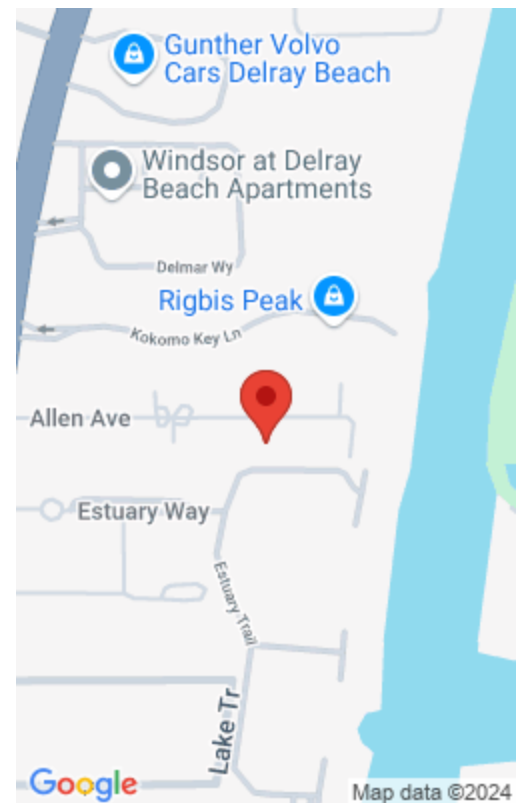 Gunther Volvo
Cars Delray Beach
Windsor at Delray
Beach Apartments
Delmar Wy
Rigbis Peak
Kokomo Key Ln
Allen Ave
Estuary Way
Estuary Trail
Lake Tr
Google
Map data ©2024